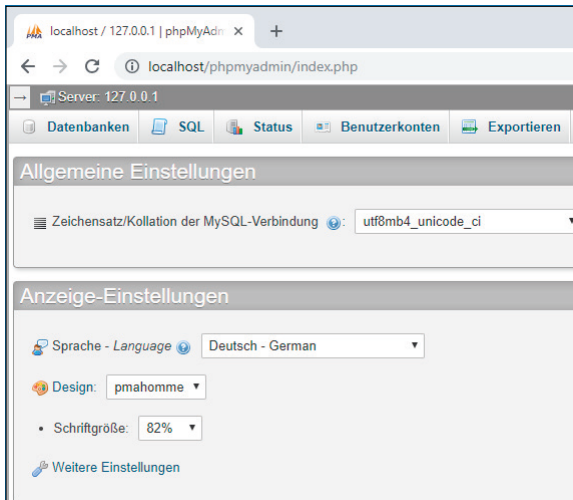 PMA localhost / 127.0.0.1 | phpMyAdn
localhost/phpmyadmin/index.php
Server: 127.0.0.1
Datenbanken SQL Status Benutzerkonten Exportieren
Allgemeine Einstellungen
Zeichensatz/Kollation der MySQL-Verbindung : utf8mb4_unicode_ci
Anzeige-Einstellungen
Sprache - Language Deutsch - German
Design: pmahomme
• Schriftgröße: 82%
Weitere Einstellungen